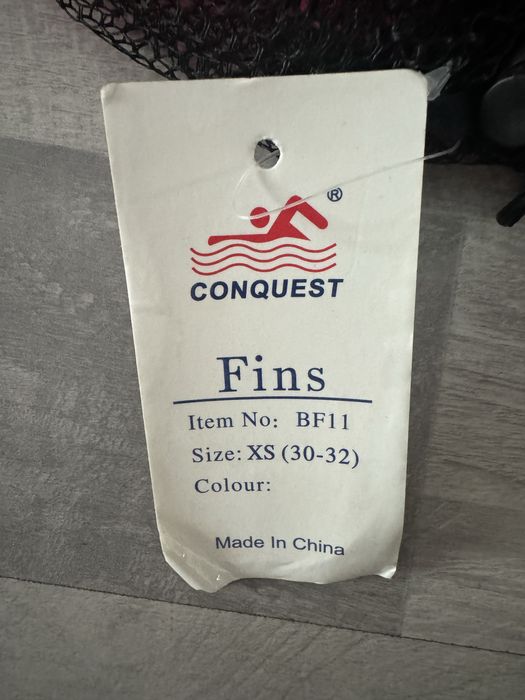 ®
CONQUEST
Fins
Item No: BF11
Size: XS (30-32)
Colour:
Made In China